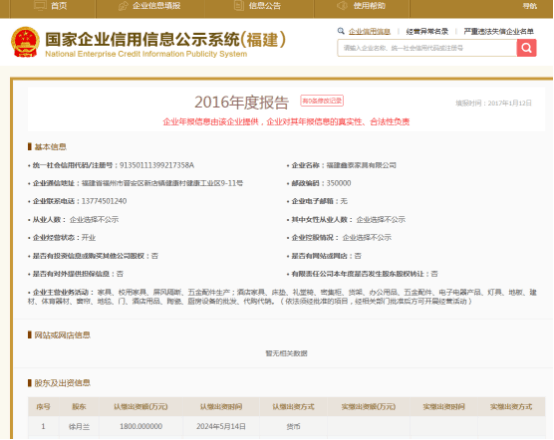 首页 企业信息填报 信息公告 使用帮助 导航
国家企业信用信息公示系统(福建)
National Enterprise Credit Information Publicity System
企业信用信息 | 经营异常名录 | 严重违法失信企业名单
请输入企业名称、统一社会信用代码或注册号
2016年度报告
填报时间:2017年1月12日
企业年报信息由该企业提供,企业对其年报信息的真实性、合法性负责
基本信息
• 统一社会信用代码/注册号:91350111399217358A • 企业名称:福建鑫泰家具有限公司
• 企业通信地址:福建省福州市晋安区新店镇健康村健康工业区9-11号 • 邮政编码:350000
• 企业联系电话:13774501240 • 企业电子邮箱:无
• 从业人数: 企业选择不公示 • 其中女性从业人数: 企业选择不公示
• 企业经营状态:开业 • 企业控股情况: 企业选择不公示
• 是否有投资信息或购买其他公司股权:否 • 是否有网站或网店:否
• 是否有对外提供担保信息:否 • 有限责任公司本年度是否发生股东股权转让:否
• 企业主营业务活动: 家具、校用家具、屏风隔断、五金配件生产;酒店家具、床垫、礼堂椅、密集柜、货架、办公用品、五金配件、电子电器产品、灯具、地板、建
材、体育器材、窗帘、地毯、门、酒店用品、陶瓷、厨房设备的批发、代购代销。(依法须经批准的项目,经相关部门批准后方可开展经营活动)
网站或网店信息
暂无相关数据
股东及出资信息
序号 股东 认缴出资额(万元) 认缴出资时间 认缴出资方式 实缴出资额(万元) 实缴出资时间 实缴出资方式
1 徐月兰 1800.000000 2024年5月14日 货币